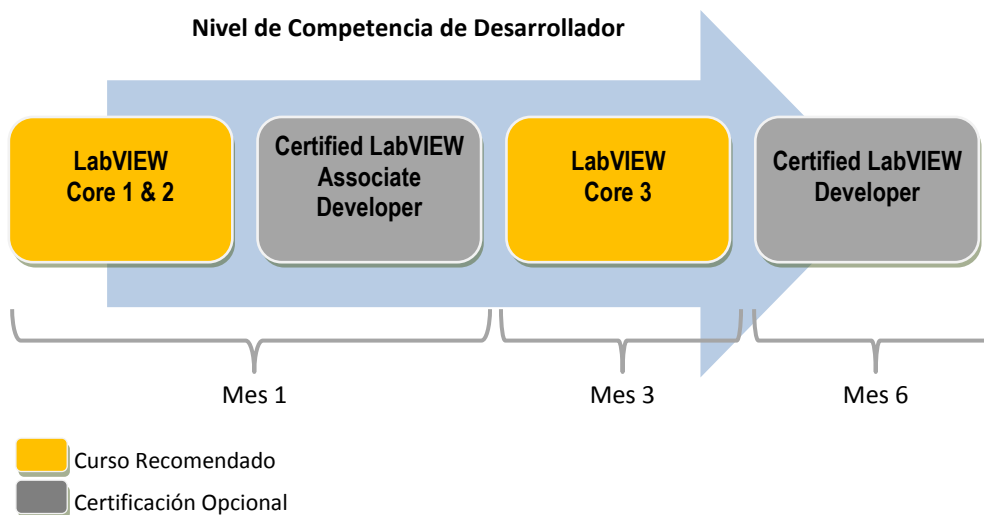 Nivel de Competencia de Desarrollador
LabVIEW
Core 1 & 2
Certified LabVIEW
Associate
Developer
LabVIEW
Core 3
Certified LabVIEW
Developer
Mes 1
Mes 3
Mes 6
Curso Recomendado
Certificación Opcional